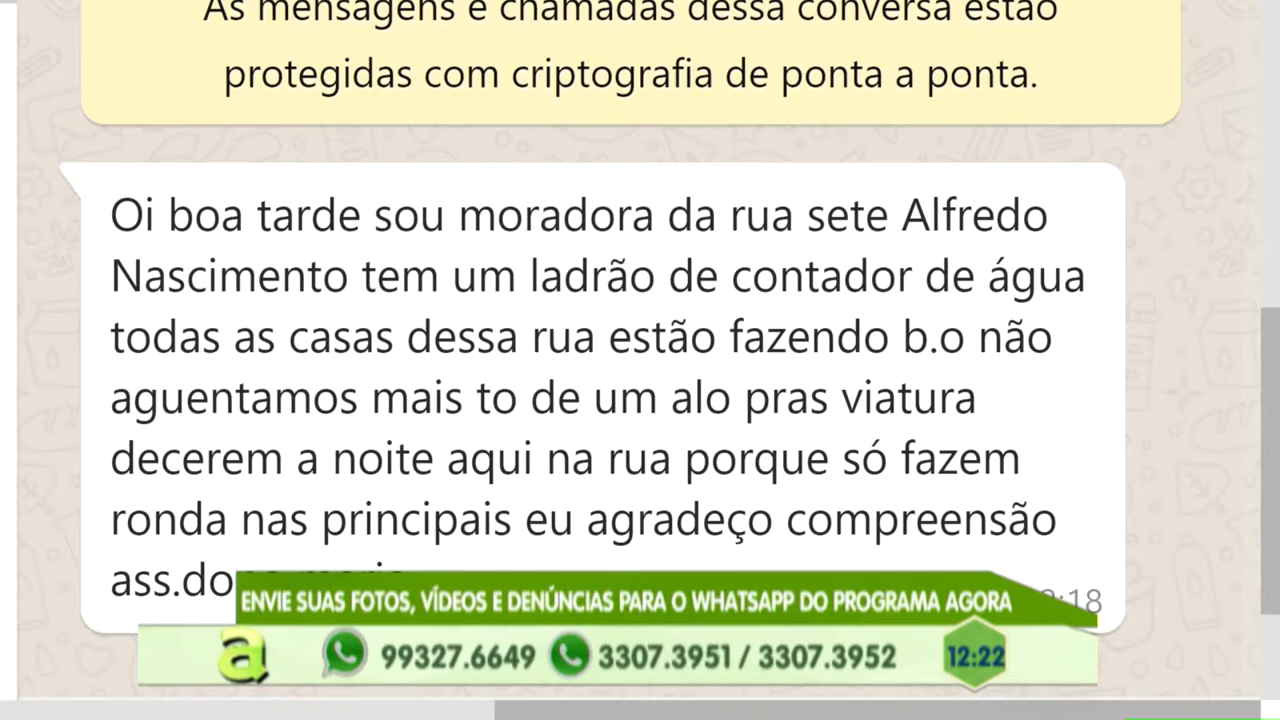 As mensagens e chamadas dessa conversa estão
protegidas com criptografia de ponta a ponta.
Oi boa tarde sou moradora da rua sete Alfredo
Nascimento tem um ladrão de contador de água
todas as casas dessa rua estão fazendo b.o não
aguentamos mais to de um alo pras viatura
decerem a noite aqui na rua porque só fazem
ronda nas principais eu agradeço compreensão
ENVIE SUAS FOTOS, VÍDEOS E DENÚNCIAS PARA O WHATSAPP DO PROGRAMA AGORA
a 99327.6649 3307.3951 / 3307.3952 12:22